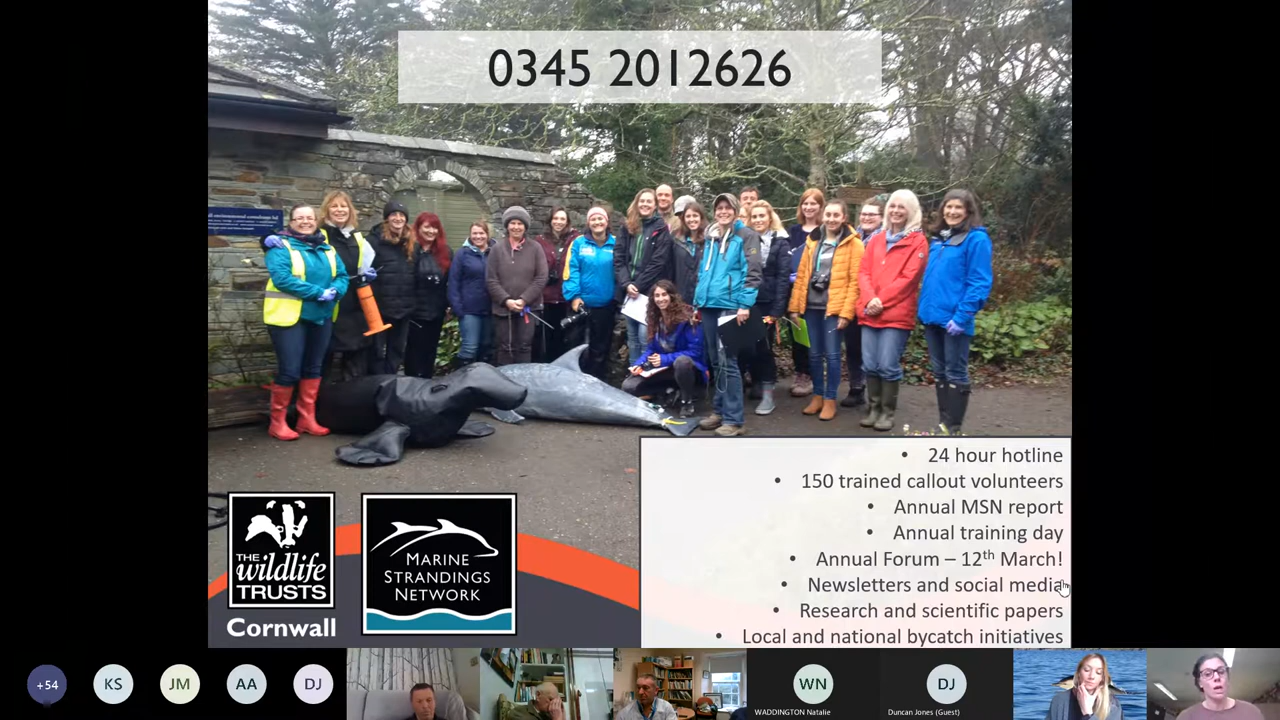 0345 2012626
• 24 hour hotline
• 150 trained callout volunteers
• Annual MSN report
• Annual training day
• Annual Forum – 12th March!
• Newsletters and social media
• Research and scientific papers
• Local and national bycatch initiatives
THE
wildlife
TRUSTS
Cornwall
MARINE
STRANDINGS
NETWORK
+54
KS
JM
AA
DJ
WN
WADDINGTON Natalie
DJ
Duncan Jones (Guest)